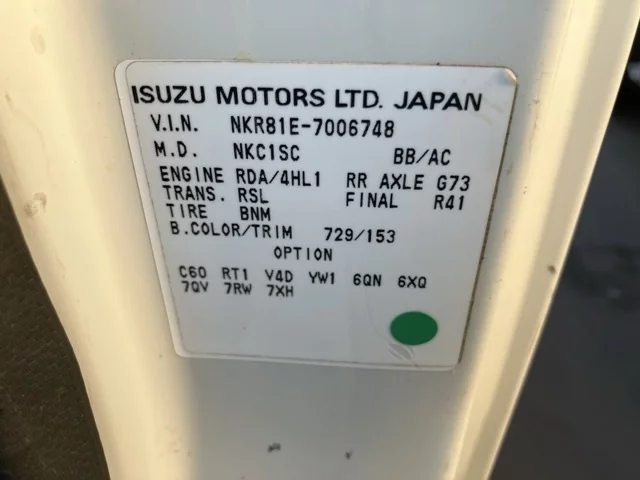 ISUZU MOTORS LTD. JAPAN
V.I.N. NKR81E-7006748
M.D. NKC1SC BB/AC
ENGINE RDA/4HL1 RR AXLE G73
TRANS. RSL FINAL R41
TIRE BNM
B.COLOR/TRIM 729/153
OPTION
C60 RT1 V4D YW1 6QN 6XQ
7QV 7RW 7XH